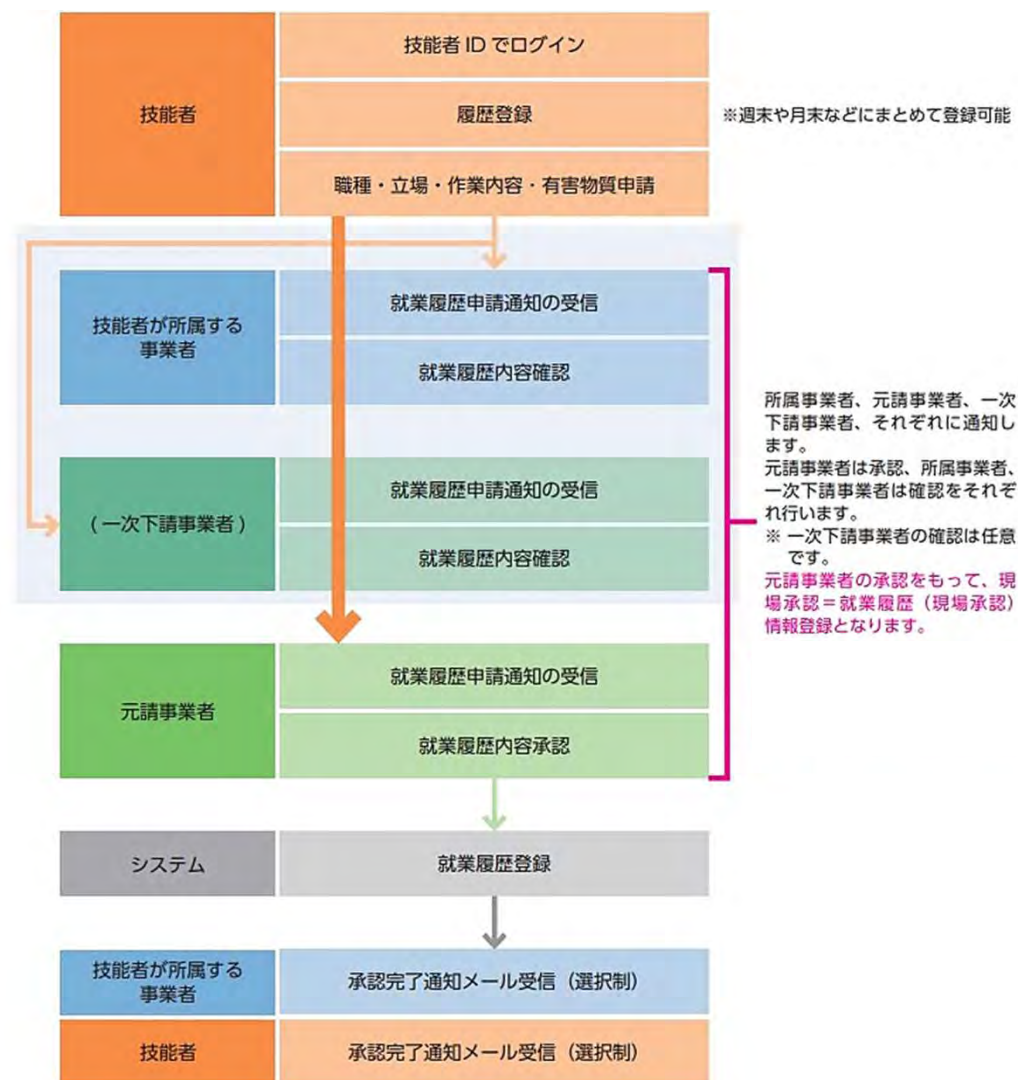 技能者
技能者 ID でログイン
履歴登録
※週末や月末などにまとめて登録可能
職種・立場・作業内容・有害物質申請
技能者が所属する
事業者
就業履歴申請通知の受信
就業履歴内容確認
( 一次下請事業者 )
就業履歴申請通知の受信
就業履歴内容確認
所属事業者、元請事業者、一次
下請事業者、それぞれに通知し
ます。
元請事業者は承認、所属事業者、
一次下請事業者は確認をそれぞ
れ行います。
※ 一次下請事業者の確認は任意
です。
元請事業者の承認をもって、現
場承認＝就業履歴（現場承認）
情報登録となります。
元請事業者
就業履歴申請通知の受信
就業履歴内容承認
システム
就業履歴登録
技能者が所属する
事業者
承認完了通知メール受信（選択制）
技能者
承認完了通知メール受信（選択制）